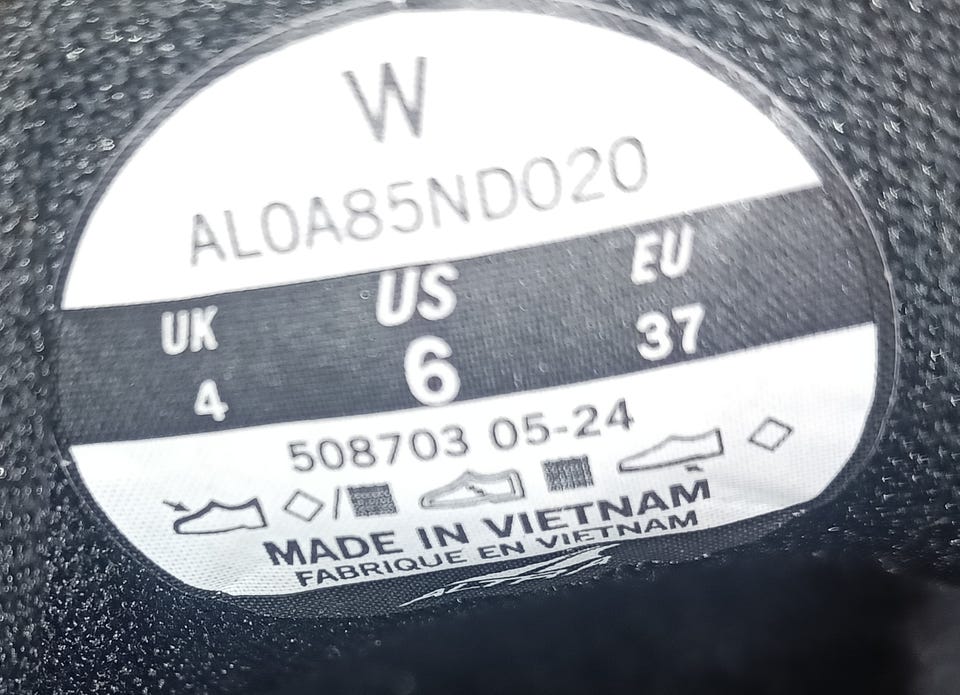 W
AL0A85ND020
UK US EU
4 6 37
508703 05-24
MADE IN VIETNAM
FABRIQUE EN VIETNAM